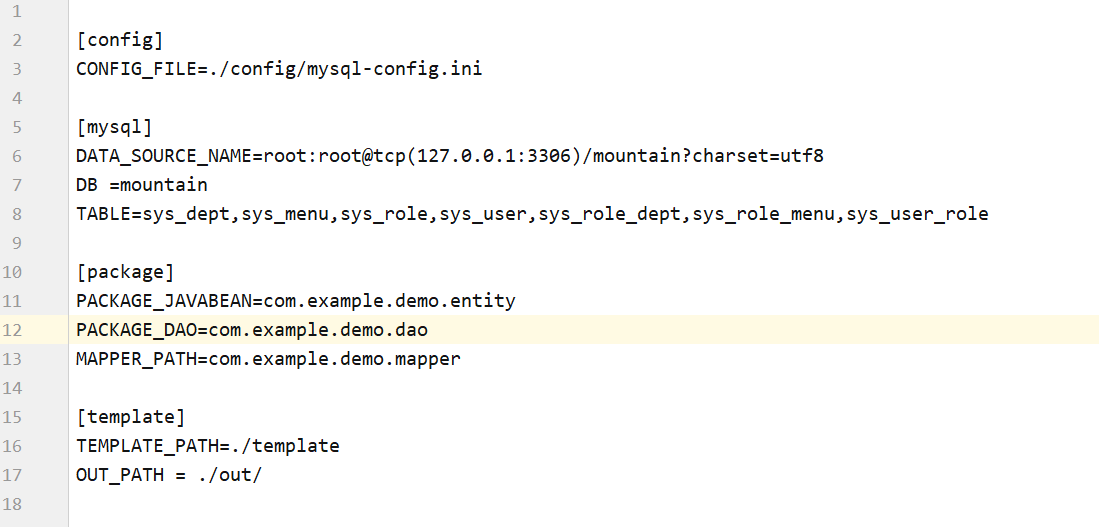 1
2 [config]
3 CONFIG_FILE=./config/mysql-config.ini
4
5 [mysql]
6 DATA_SOURCE_NAME=root:root@tcp(127.0.0.1:3306)/mountain?charset=utf8
7 DB =mountain
8 TABLE=sys_dept,sys_menu,sys_role,sys_user,sys_role_dept,sys_role_menu,sys_user_role
9
10 [package]
11 PACKAGE_JAVABEAN=com.example.demo.entity
12 PACKAGE_DAO=com.example.demo.dao
13 MAPPER_PATH=com.example.demo.mapper
14
15 [template]
16 TEMPLATE_PATH=./template
17 OUT_PATH = ./out/
18